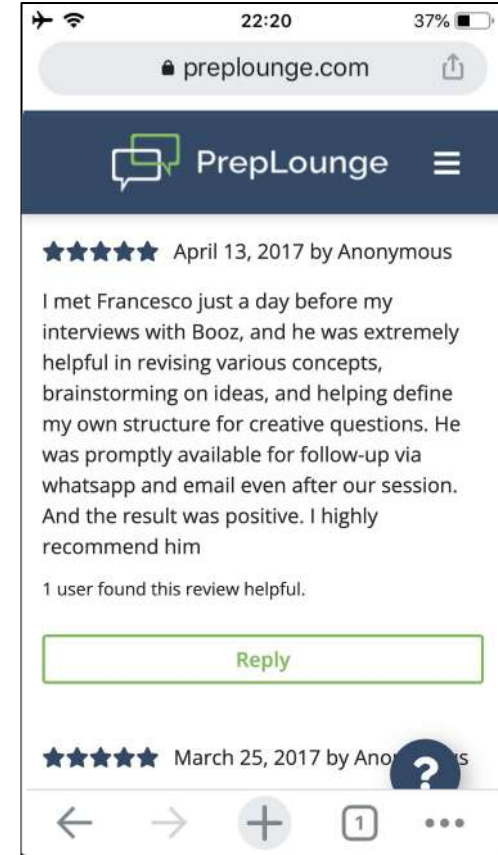 22:20
37%
preplounge.com
PrepLounge
April 13, 2017 by Anonymous
I met Francesco just a day before my
interviews with Booz, and he was extremely
helpful in revising various concepts,
brainstorming on ideas, and helping define
my own structure for creative questions. He
was promptly available for follow-up via
whatsapp and email even after our session.
And the result was positive. I highly
recommend him
1 user found this review helpful.
Reply
March 25, 2017 by
?
1